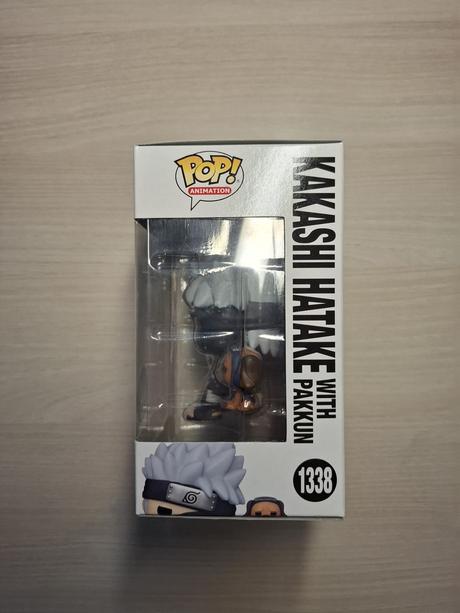 POP!
ANIMATION
KAKASHI HATAKE
WITH
PAKKUN
1338